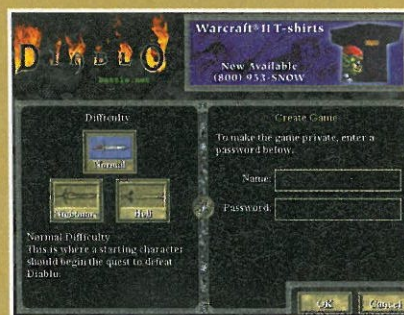 DIABLO
battle.net
Warcraft® II T-shirts
Now Available
(800) 953-SNOW
Difficulty
Normal
Nightmare
Hell
Normal Difficulty
This is where a starting character
should begin the quest to defeat
Diablo.
Create Game
To make the game private, enter a
password below.
Name:
Password:
OK
Cancel